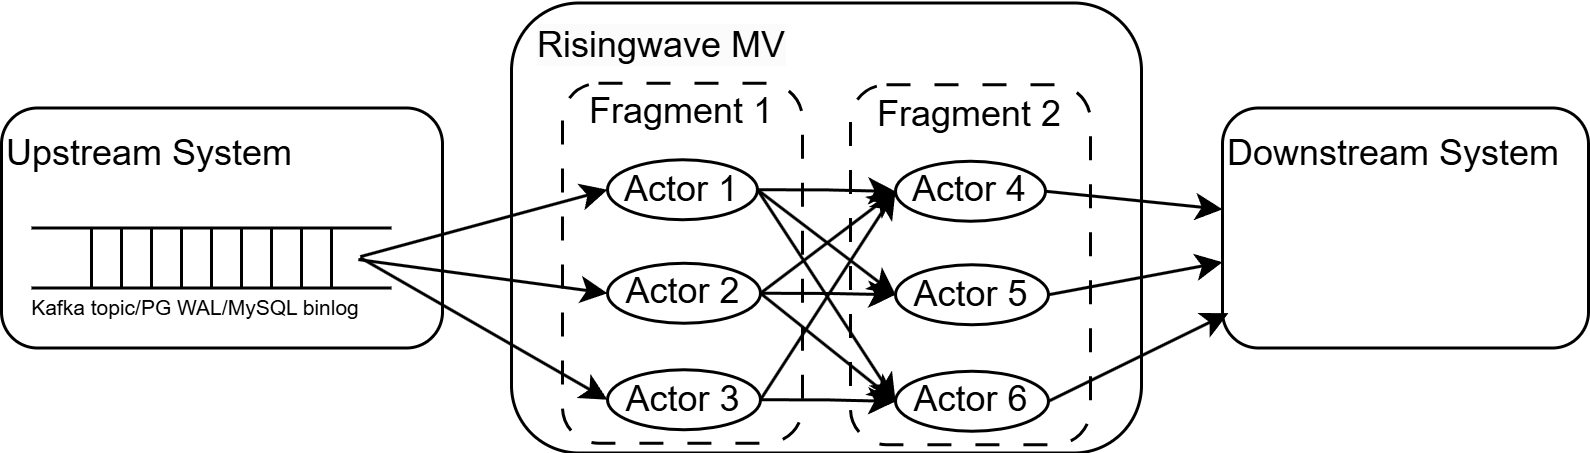 Risingwave MV
Fragment 1
Fragment 2
Upstream System
Downstream System
Actor 1
Actor 4
Actor 2
Actor 5
Kafka topic/PG WAL/MySQL binlog
Actor 3
Actor 6